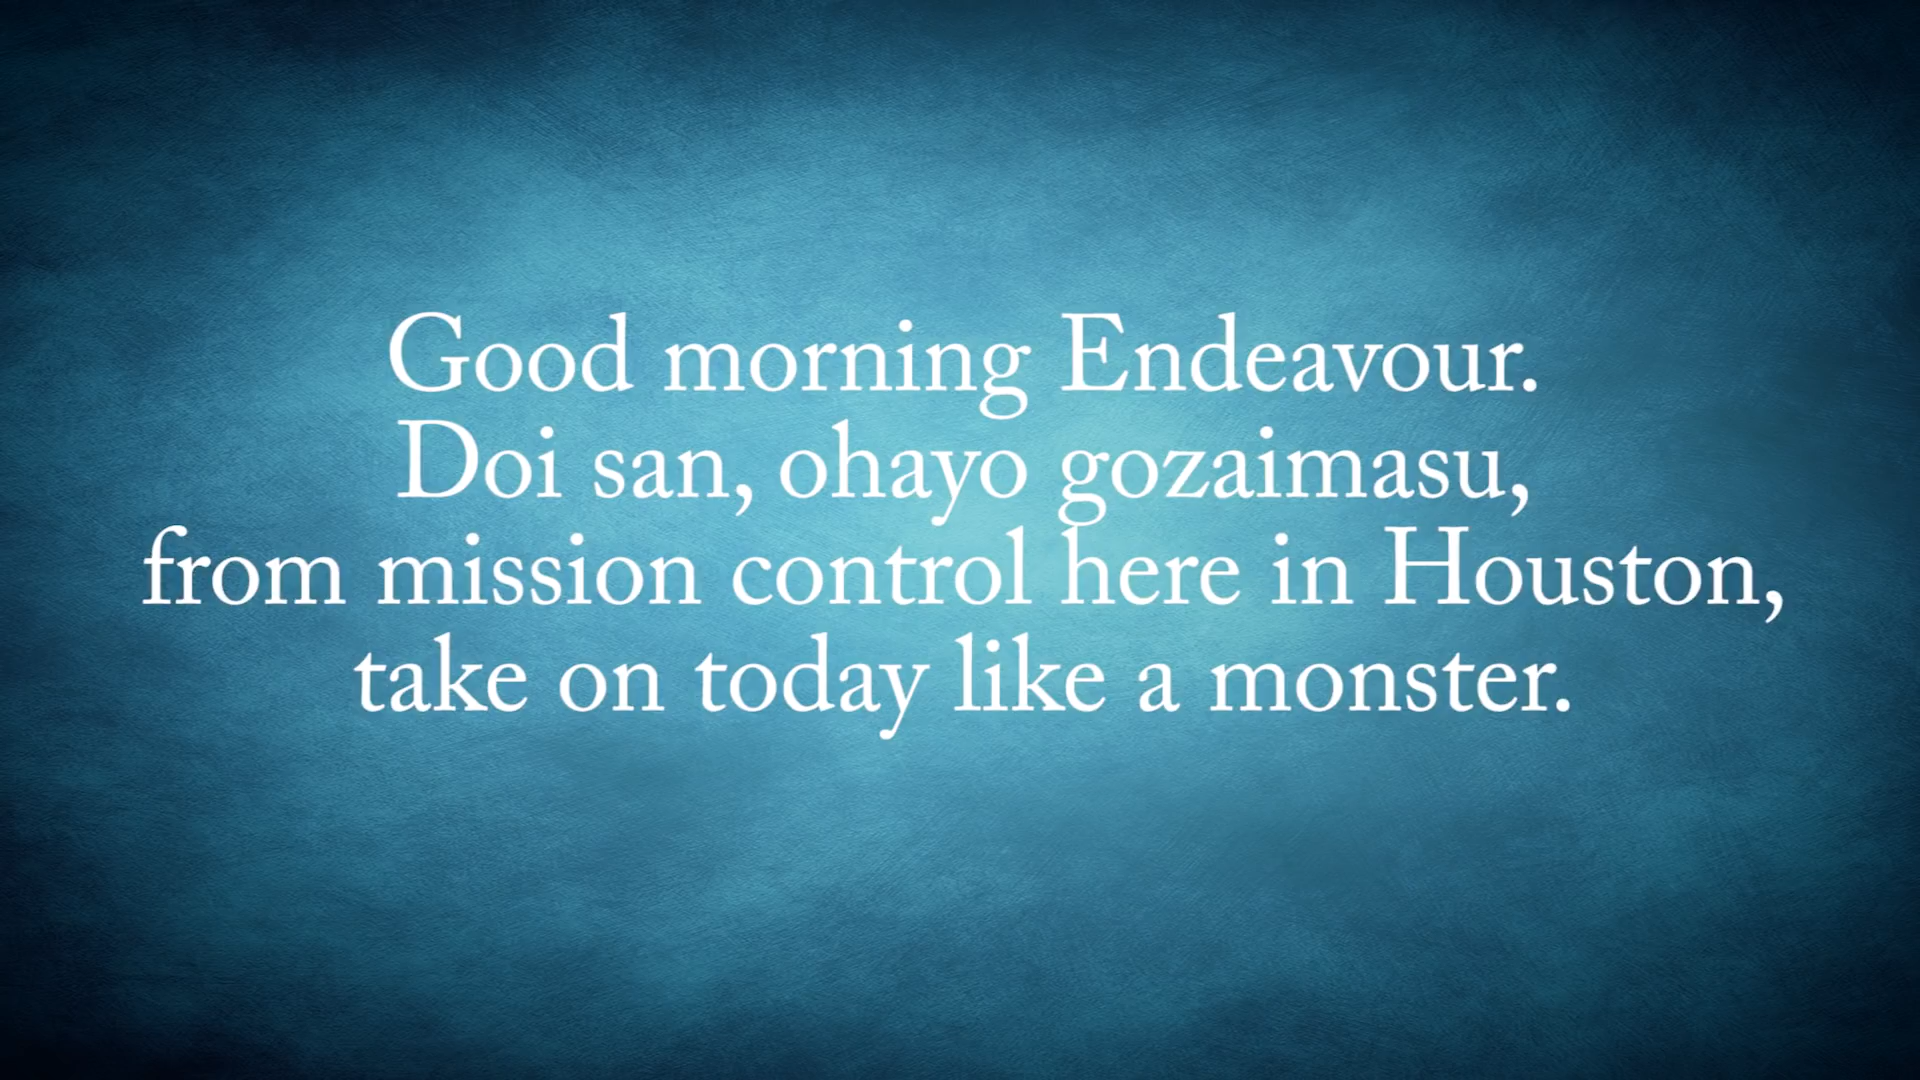 Good morning Endeavour.
Doi san, ohayo gozaimasu,
from mission control here in Houston,
take on today like a monster.